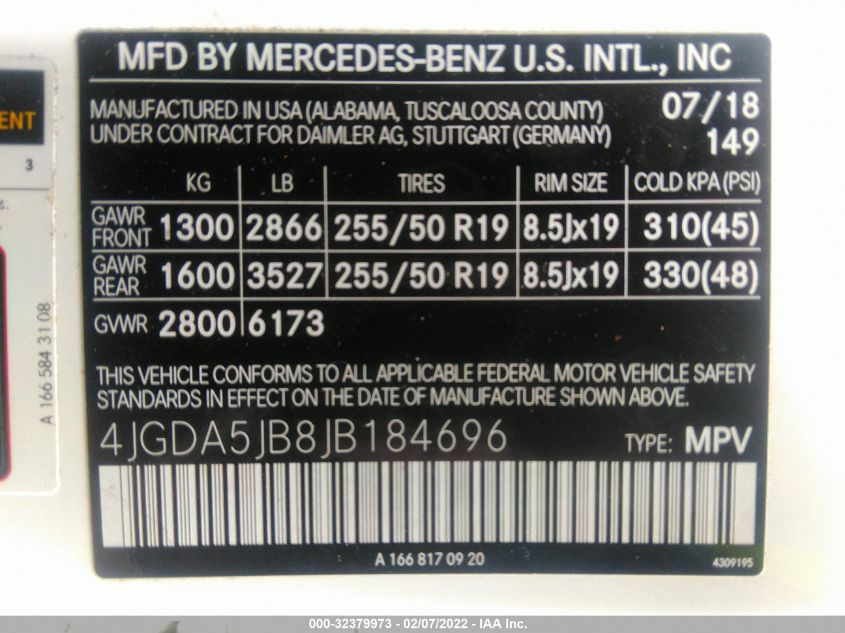 MFD BY MERCEDES-BENZ U.S. INTL., INC
MANUFACTURED IN USA (ALABAMA, TUSCALOOSA COUNTY) 07/18
UNDER CONTRACT FOR DAIMLER AG, STUTTGART (GERMANY) 149
KG LB TIRES RIM SIZE COLD KPA (PSI)
GAWR FRONT 1300 2866 255/50 R19 8.5Jx19 310(45)
GAWR REAR 1600 3527 255/50 R19 8.5Jx19 330(48)
GVWR 2800 6173
THIS VEHICLE CONFORMS TO ALL APPLICABLE FEDERAL MOTOR VEHICLE SAFETY
STANDARDS IN EFFECT ON THE DATE OF MANUFACTURE SHOWN ABOVE.
4JGDA5JB8JB184696 TYPE: MPV
A 166 817 09 20 4309195
ENT
3
s.
A 166 584 31 08
000-32379973 - 02/07/2022 - IAA Inc.